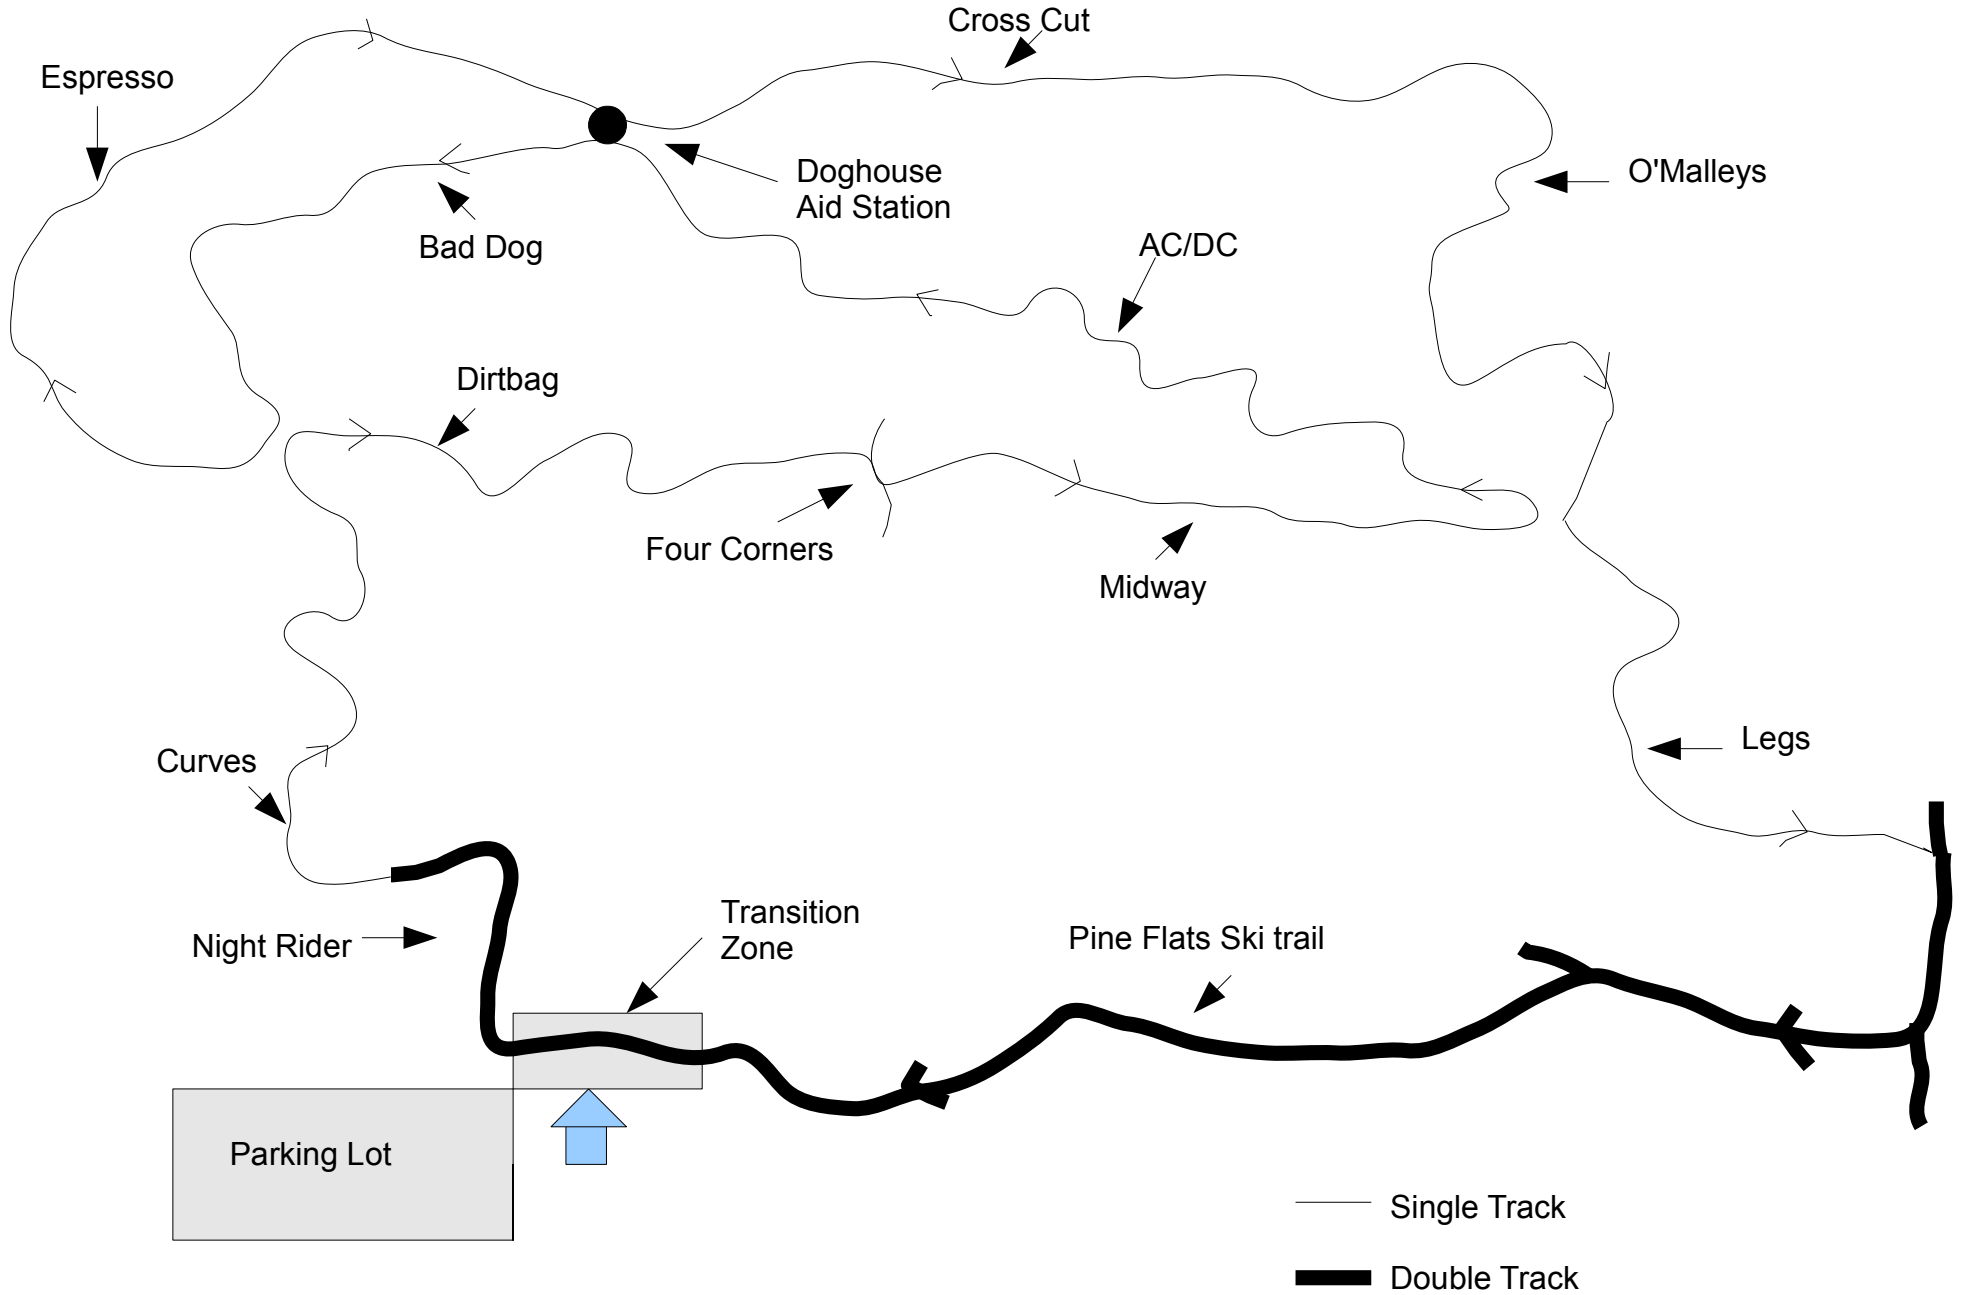 Cross Cut
Espresso
Doghouse
Aid Station
O'Malleys
Bad Dog
AC/DC
Dirtbag
Four Corners
Midway
Legs
Curves
Transition
Zone
Night Rider
Pine Flats Ski trail
Parking Lot
Single Track
Double Track